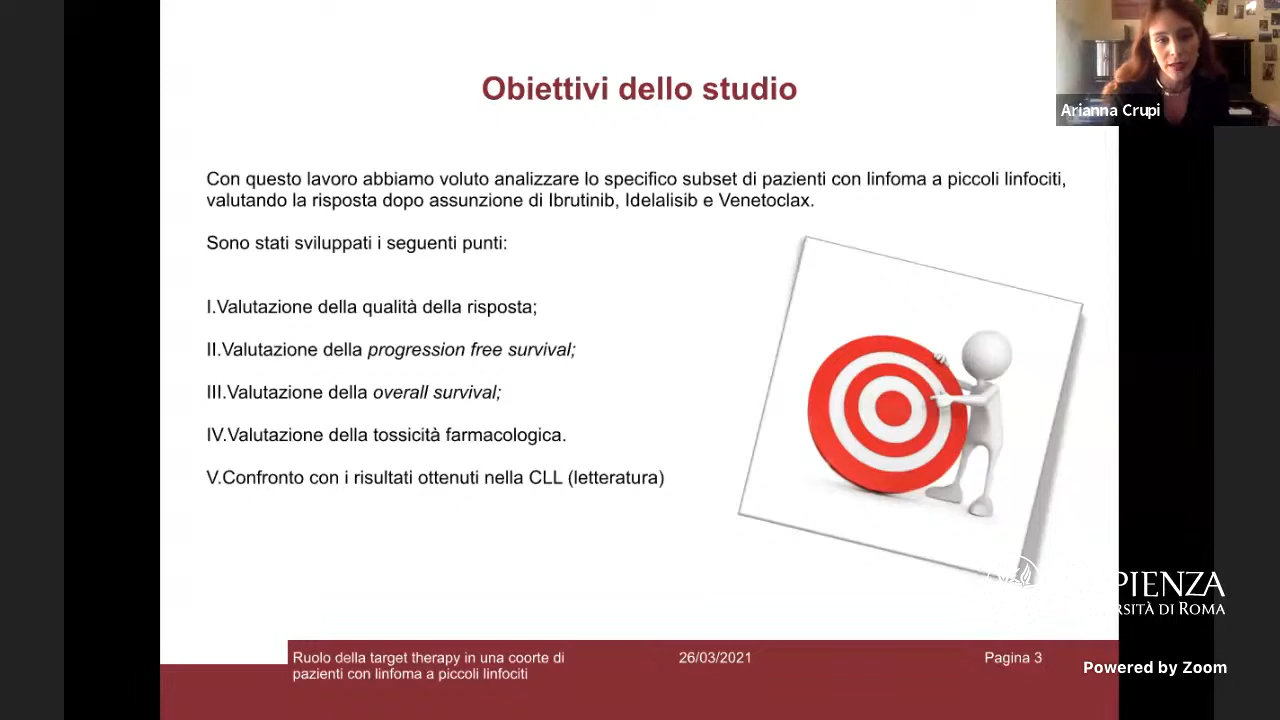 Obiettivi dello studio
Arianna Crupi
Con questo lavoro abbiamo voluto analizzare lo specifico subset di pazienti con linfoma a piccoli linfociti,
valutando la risposta dopo assunzione di Ibrutinib, Idelalisib e Venetoclax.
Sono stati sviluppati i seguenti punti:
I.Valutazione della qualità della risposta;
II.Valutazione della progression free survival;
III.Valutazione della overall survival;
IV.Valutazione della tossicità farmacologica.
V.Confronto con i risultati ottenuti nella CLL (letteratura)
PIENZA
RSITÀ DI ROMA
Ruolo della target therapy in una coorte di
pazienti con linfoma a piccoli linfociti
26/03/2021
Pagina 3
Powered by Zoom